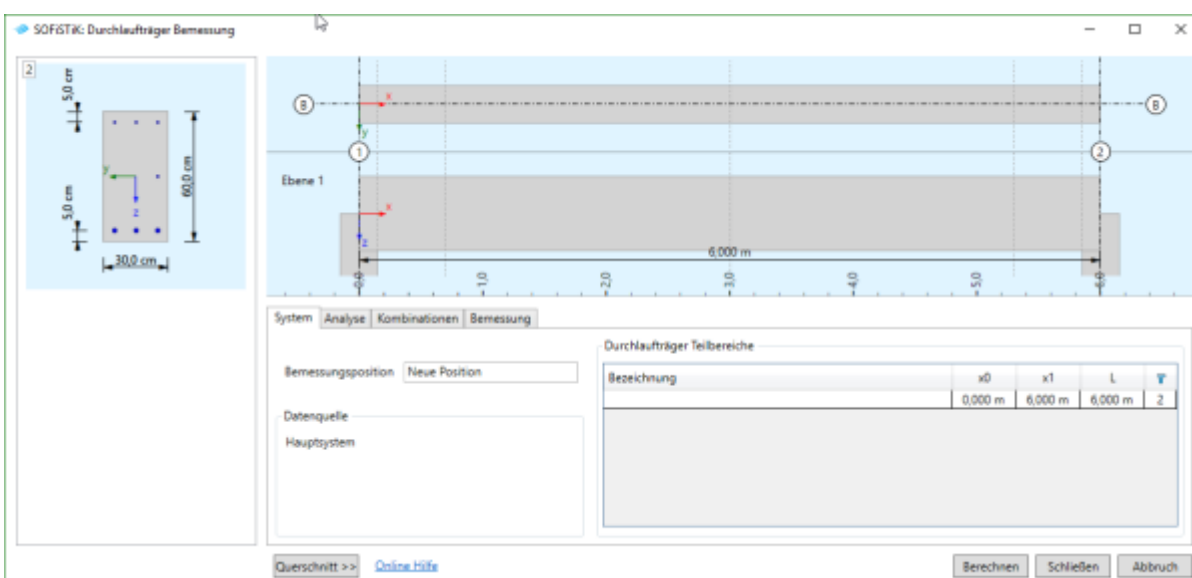 SOFiSTiK: Durchlaufträger Bemessung
2
5,0 cm
y
z
60,0 cm
5,0 cm
30,0 cm
B
x
B
y
1
2
Ebene 1
x
z
6,000 m
0,0
1,0
2,0
3,0
4,0
5,0
6,0
System Analyse Kombinationen Bemessung
Bemessungsposition Neue Position
Datenquelle
Hauptsystem
Durchlaufträger Teilbereiche
Bezeichnung x0 x1 L
0,000 m 6,000 m 6,000 m 2
Querschnitt >> Online Hilfe Berechnen Schließen Abbruch